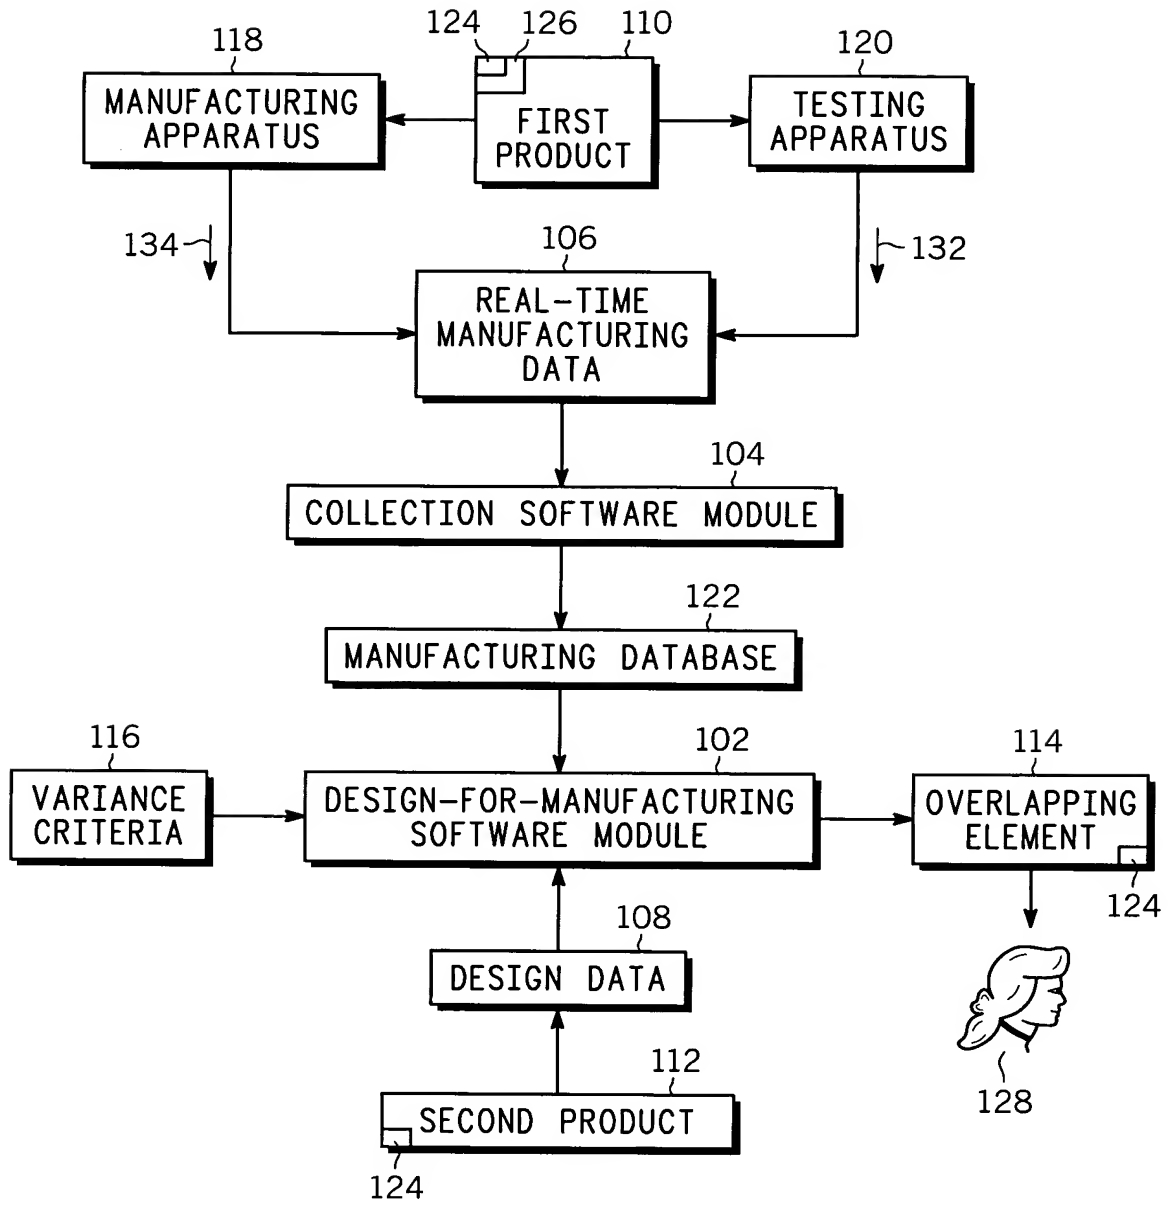 124 126 110
118
120
MANUFACTURING
APPARATUS
FIRST
PRODUCT
TESTING
APPARATUS
134
132
106
REAL-TIME
MANUFACTURING
DATA
104
COLLECTION SOFTWARE MODULE
122
MANUFACTURING DATABASE
116
102
114
VARIANCE
CRITERIA
DESIGN-FOR-MANUFACTURING
SOFTWARE MODULE
OVERLAPPING
ELEMENT
124
108
DESIGN DATA
128
112
SECOND PRODUCT
124